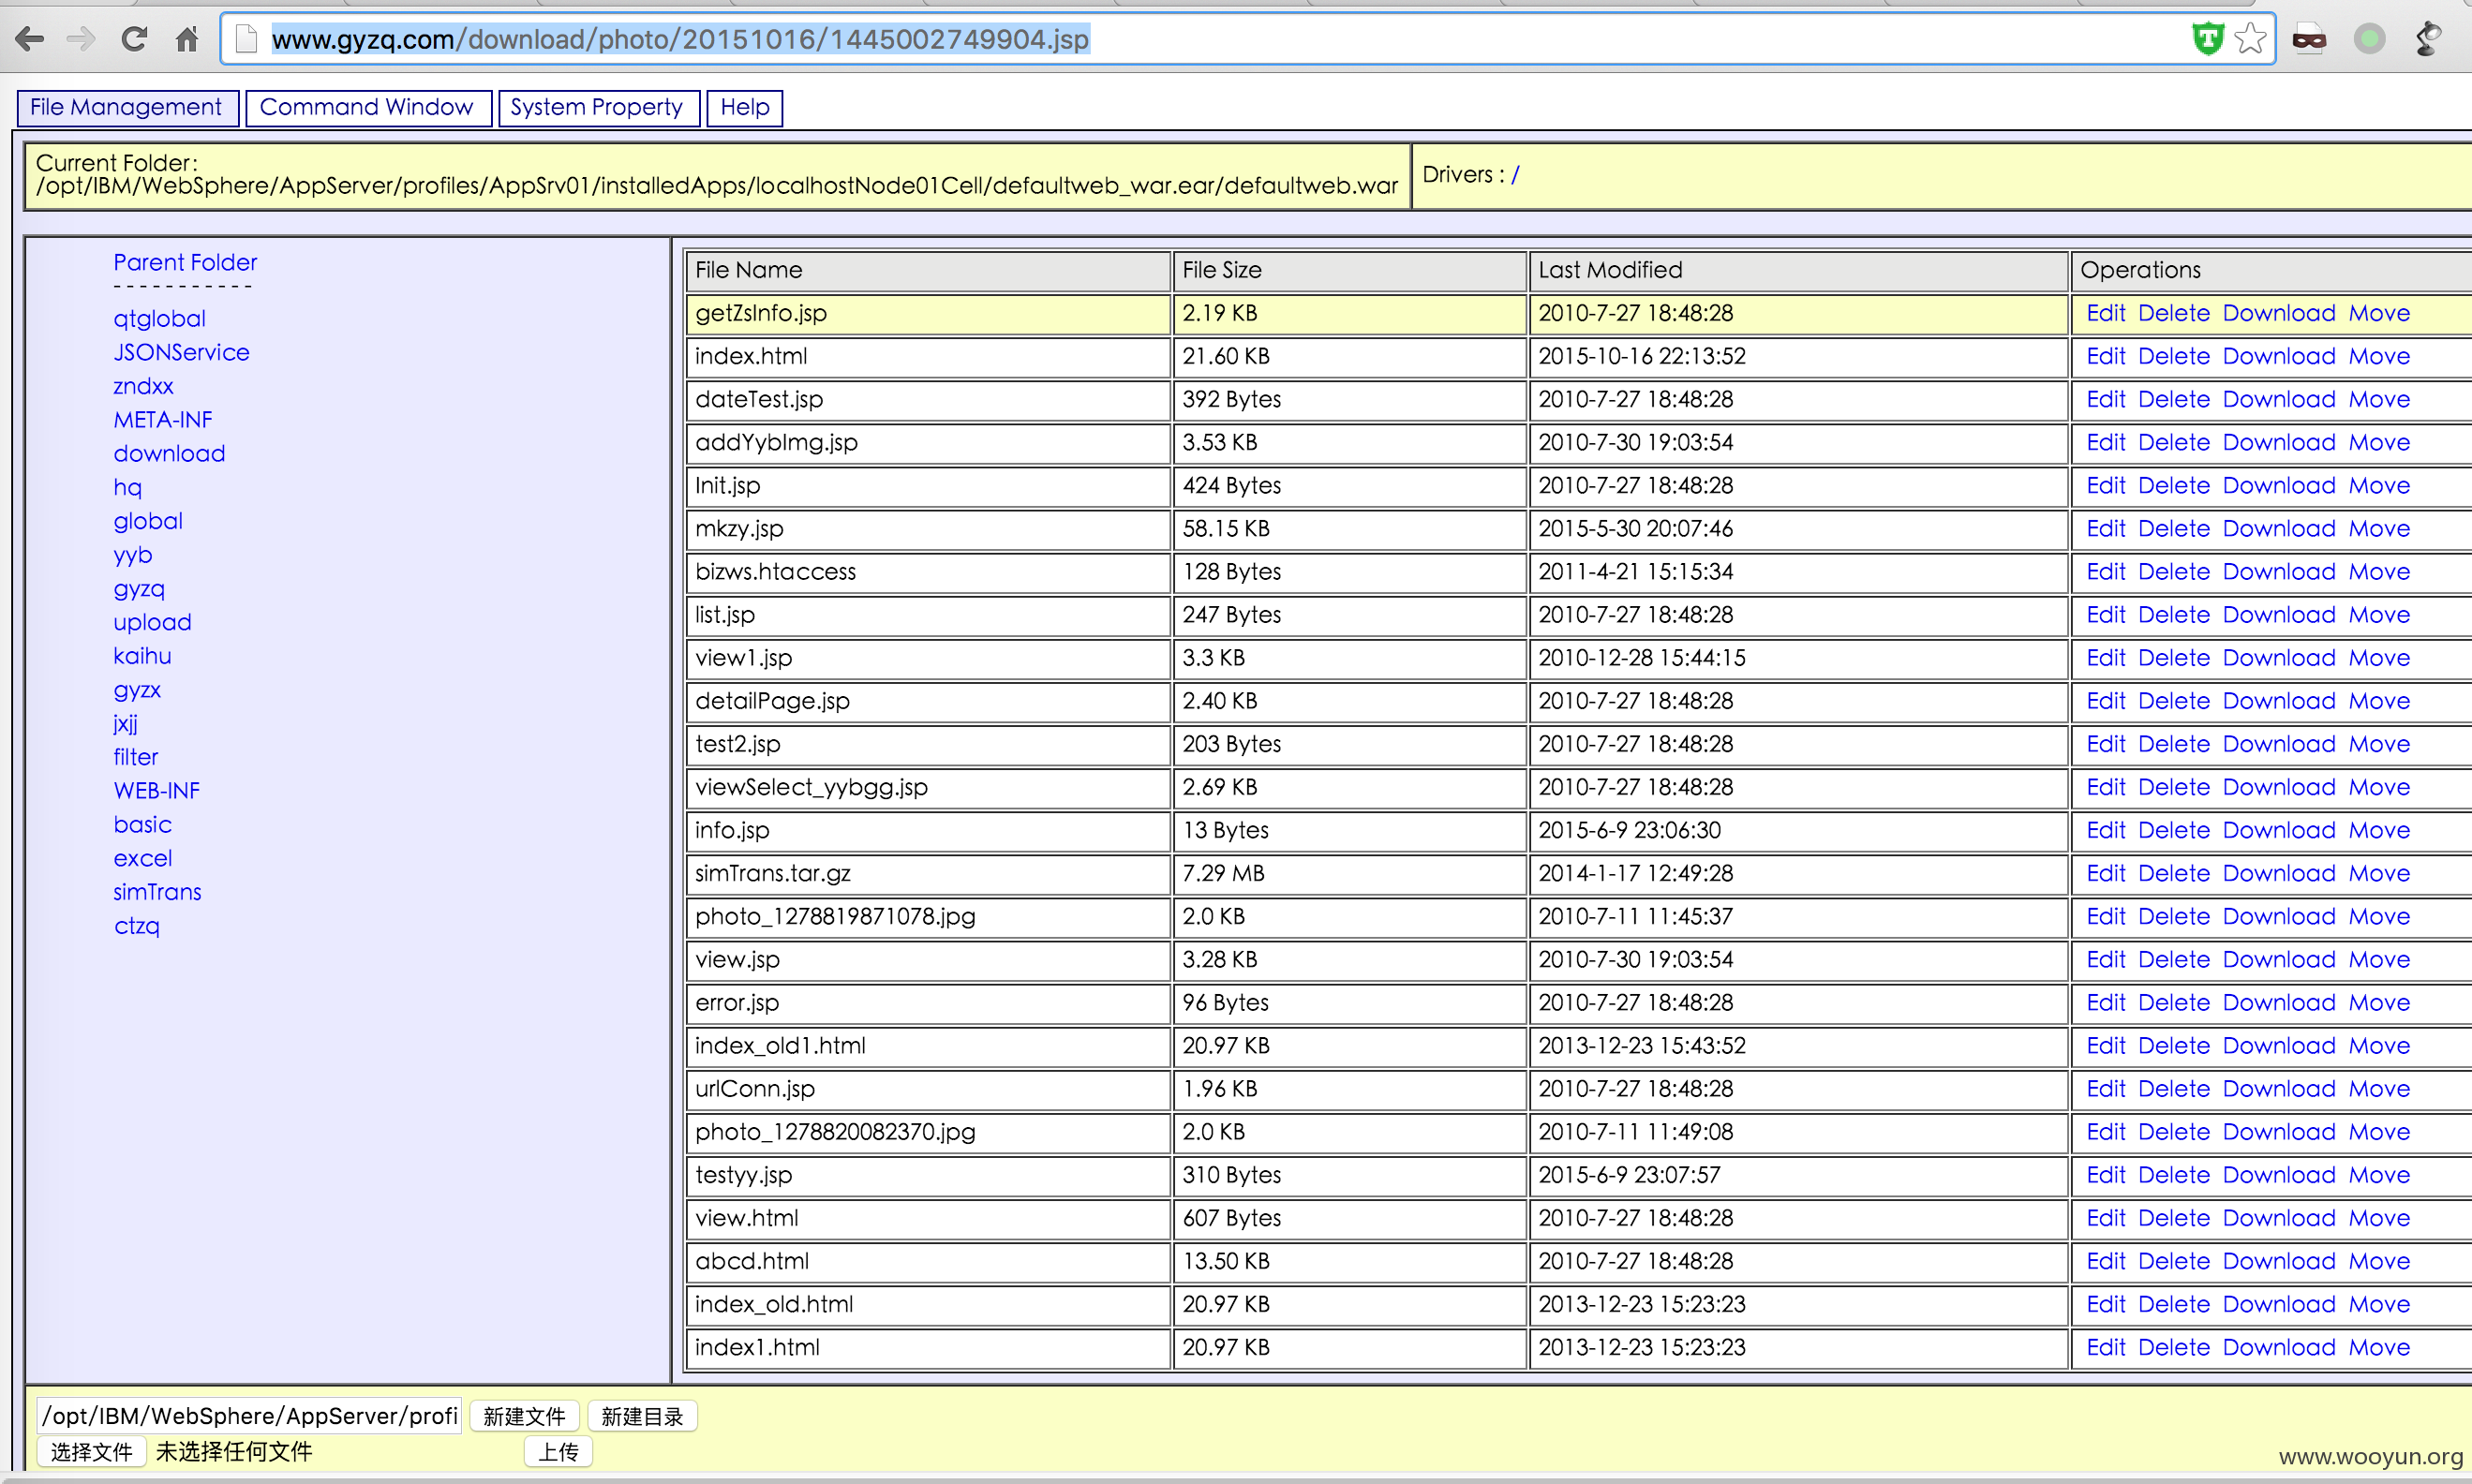 www.gyzq.com/download/photo/20151016/1445002749904.jsp
File Management Command Window System Property Help
Current Folder:
/opt/IBM/WebSphere/AppServer/profiles/AppSrv01/installedApps/localhostNode01Cell/defaultweb_war.ear/defaultweb.war
Drivers : /
Parent Folder
- - - - - - - - - - -
qtglobal
JSONService
zndxx
META-INF
download
hq
global
yyb
gyzq
upload
kaihu
gyzx
jxjj
filter
WEB-INF
basic
excel
simTrans
ctzq
File Name File Size Last Modified Operations
getZsInfo.jsp 2.19 KB 2010-7-27 18:48:28 Edit Delete Download Move
index.html 21.60 KB 2015-10-16 22:13:52 Edit Delete Download Move
dateTest.jsp 392 Bytes 2010-7-27 18:48:28 Edit Delete Download Move
addYybImg.jsp 3.53 KB 2010-7-30 19:03:54 Edit Delete Download Move
Init.jsp 424 Bytes 2010-7-27 18:48:28 Edit Delete Download Move
mkzy.jsp 58.15 KB 2015-5-30 20:07:46 Edit Delete Download Move
bizws.htaccess 128 Bytes 2011-4-21 15:15:34 Edit Delete Download Move
list.jsp 247 Bytes 2010-7-27 18:48:28 Edit Delete Download Move
view1.jsp 3.3 KB 2010-12-28 15:44:15 Edit Delete Download Move
detailPage.jsp 2.40 KB 2010-7-27 18:48:28 Edit Delete Download Move
test2.jsp 203 Bytes 2010-7-27 18:48:28 Edit Delete Download Move
viewSelect_yybgg.jsp 2.69 KB 2010-7-27 18:48:28 Edit Delete Download Move
info.jsp 13 Bytes 2015-6-9 23:06:30 Edit Delete Download Move
simTrans.tar.gz 7.29 MB 2014-1-17 12:49:28 Edit Delete Download Move
photo_1278819871078.jpg 2.0 KB 2010-7-11 11:45:37 Edit Delete Download Move
view.jsp 3.28 KB 2010-7-30 19:03:54 Edit Delete Download Move
error.jsp 96 Bytes 2010-7-27 18:48:28 Edit Delete Download Move
index_old1.html 20.97 KB 2013-12-23 15:43:52 Edit Delete Download Move
urlConn.jsp 1.96 KB 2010-7-27 18:48:28 Edit Delete Download Move
photo_1278820082370.jpg 2.0 KB 2010-7-11 11:49:08 Edit Delete Download Move
testyy.jsp 310 Bytes 2015-6-9 23:07:57 Edit Delete Download Move
view.html 607 Bytes 2010-7-27 18:48:28 Edit Delete Download Move
abcd.html 13.50 KB 2010-7-27 18:48:28 Edit Delete Download Move
index_old.html 20.97 KB 2013-12-23 15:23:23 Edit Delete Download Move
index1.html 20.97 KB 2013-12-23 15:23:23 Edit Delete Download Move
/opt/IBM/WebSphere/AppServer/profi 新建文件 新建目录
选择文件 未选择任何文件 上传
www.wooyun.org